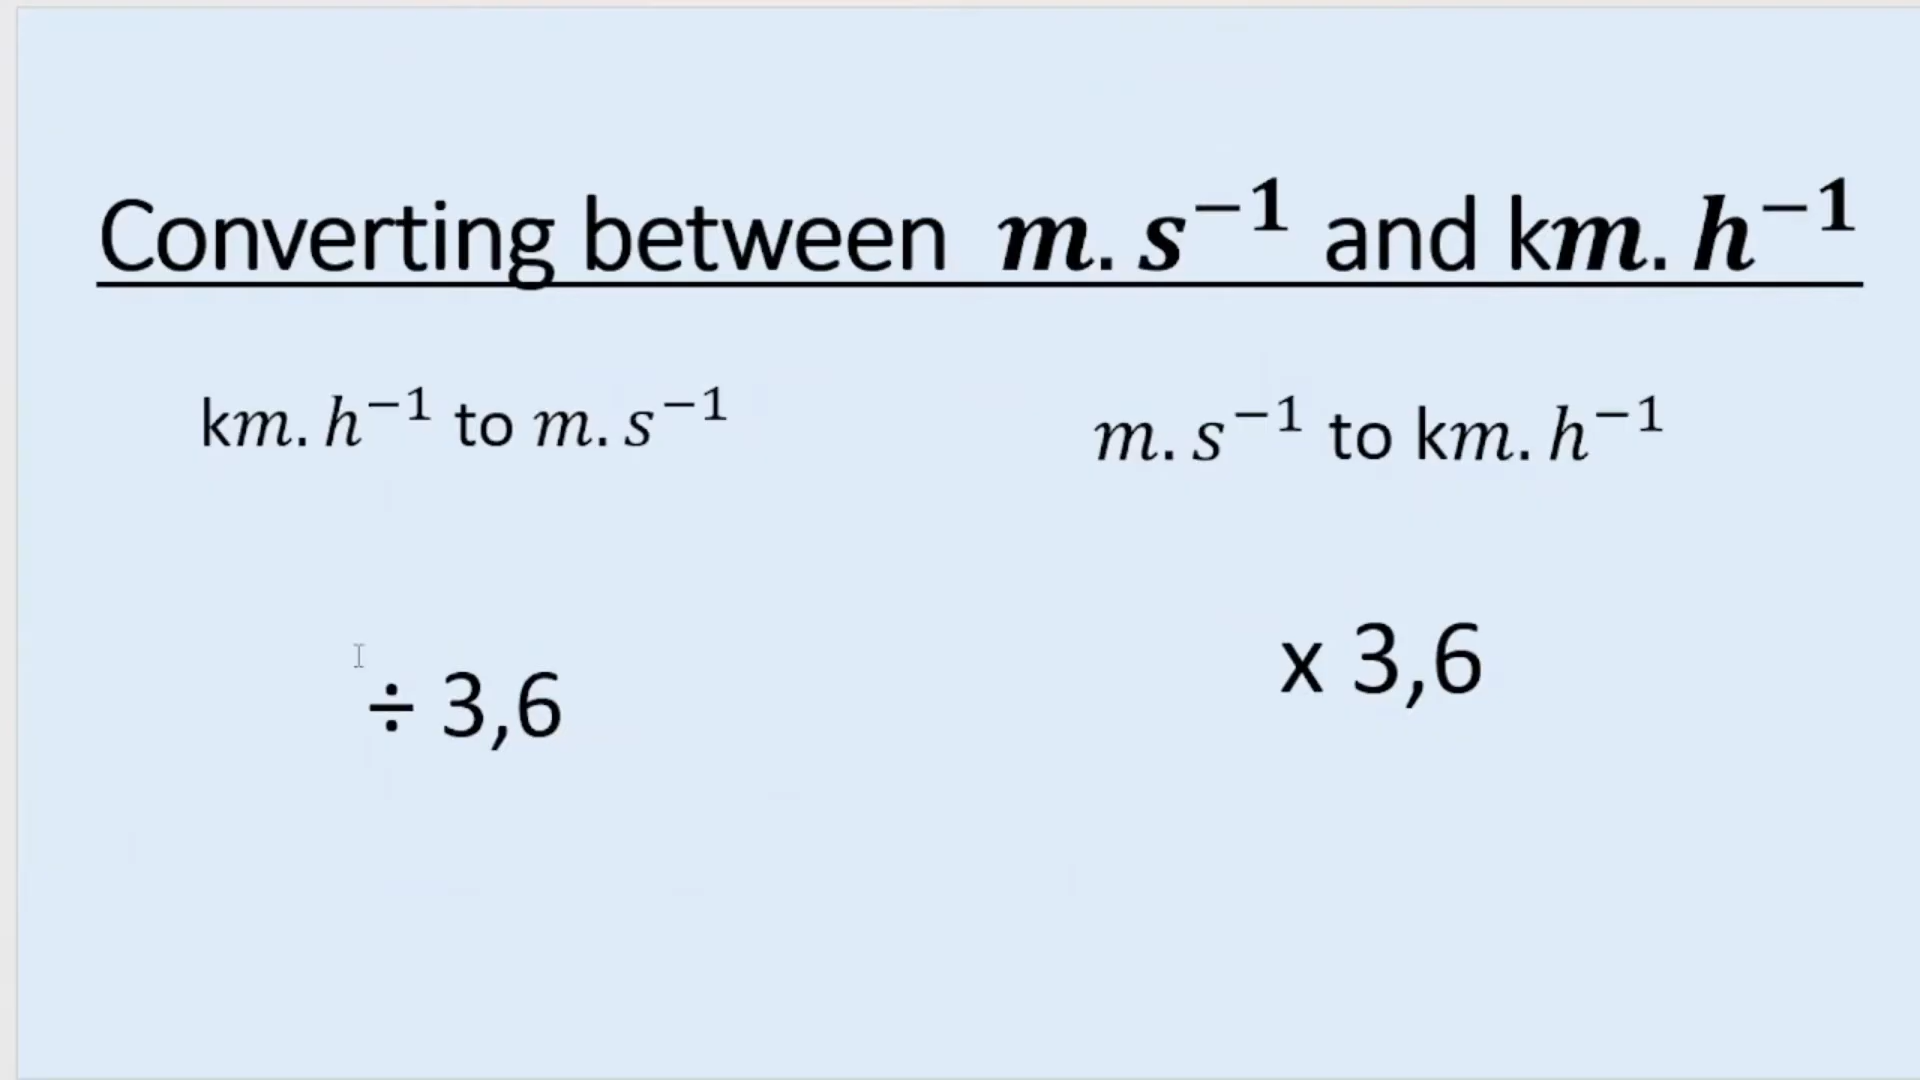 Converting between m.s⁻¹ and km.h⁻¹
km.h⁻¹ to m.s⁻¹
m.s⁻¹ to km.h⁻¹
÷ 3,6
x 3,6